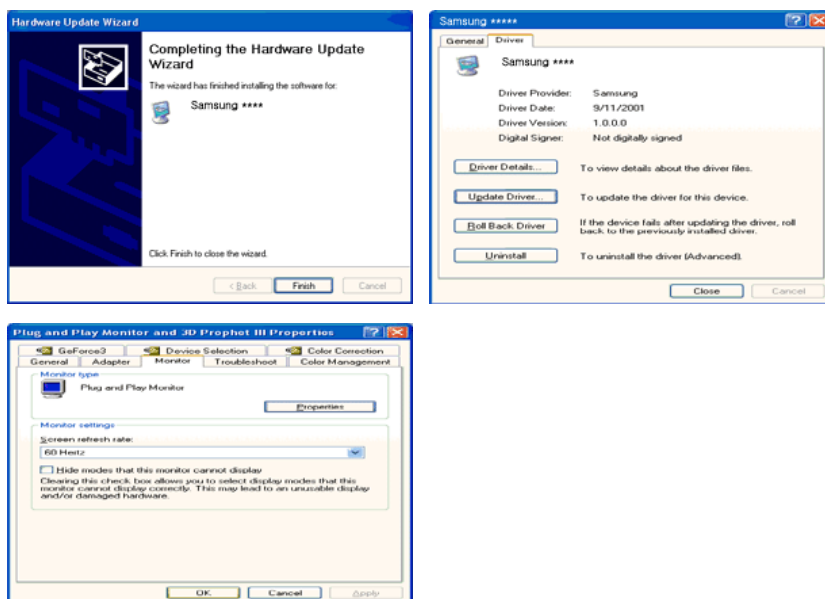 Hardware Update Wizard
Completing the Hardware Update
Wizard
The wizard has finished installing the software for:
Samsung ****
Click Finish to close the wizard.
< Back
Finish
Cancel
Samsung *****
General
Driver
Samsung ****
Driver Provider: Samsung
Driver Date: 9/11/2001
Driver Version: 1.0.0.0
Digital Signer: Not digitally signed
Driver Details... To view details about the driver files.
Update Driver... To update the driver for this device.
Roll Back Driver If the device fails after updating the driver, roll
back to the previously installed driver.
Uninstall To uninstall the driver (Advanced).
Close
Cancel
Plug and Play Monitor and 3D Prophet III Properties
GeForce3
Device Selection
Color Correction
General
Adapter
Monitor
Troubleshoot
Color Management
Monitor type
Plug and Play Monitor
Properties
Monitor settings
Screen refresh rate:
60 Hertz
Hide modes that this monitor cannot display
Clearing this check box allows you to select display modes that this
monitor cannot display correctly. This may lead to an unusable display
and/or damaged hardware.
OK
Cancel
Apply